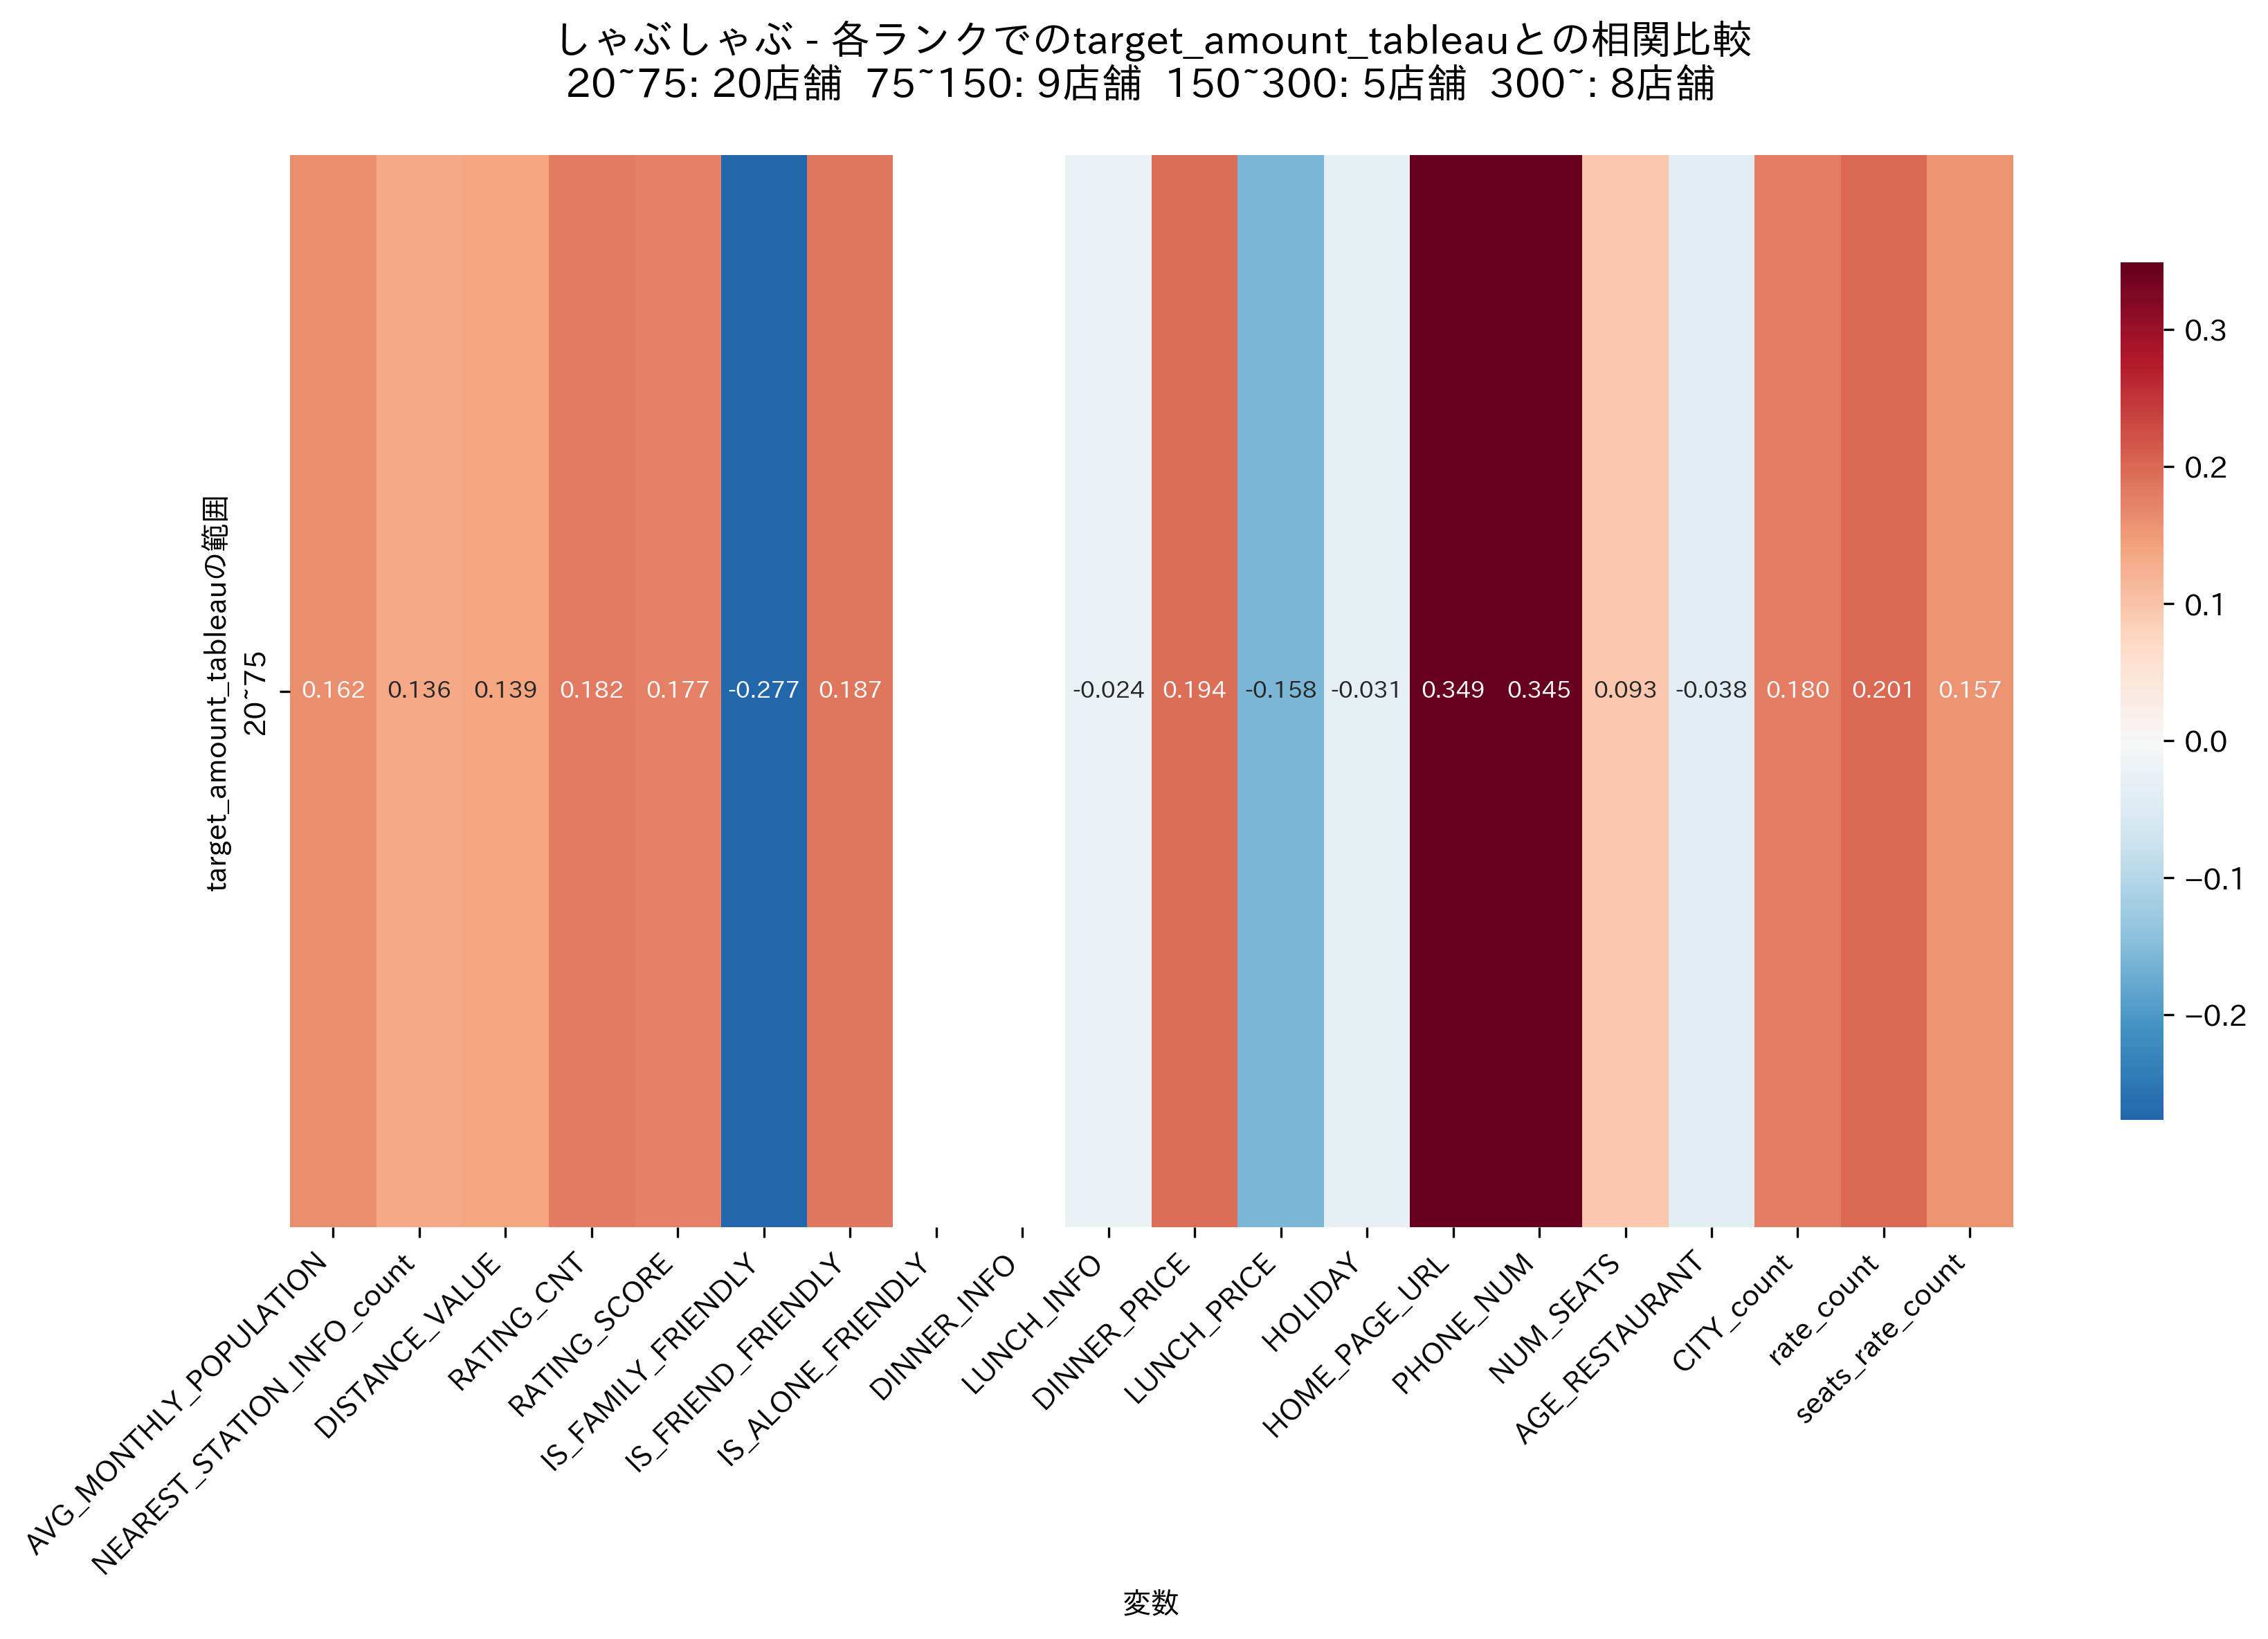 しゃぶしゃぶ - 各ランクでのtarget_amount_tableauとの相関比較
20~75: 20店舗 75~150: 9店舗 150~300: 5店舗 300~: 8店舗
target_amount_tableauの範囲
20~75
0.162 0.136 0.139 0.182 0.177 -0.277 0.187 -0.024 0.194 -0.158 -0.031 0.349 0.345 0.093 -0.038 0.180 0.201 0.157
AVG_MONTHLY_POPULATION
NEAREST_STATION_INFO_count
DISTANCE_VALUE
RATING_CNT
RATING_SCORE
IS_FAMILY_FRIENDLY
IS_FRIEND_FRIENDLY
IS_ALONE_FRIENDLY
DINNER_INFO
LUNCH_INFO
DINNER_PRICE
LUNCH_PRICE
HOLIDAY
HOME_PAGE_URL
PHONE_NUM
NUM_SEATS
AGE_RESTAURANT
CITY_count
rate_count
seats_rate_count
変数
0.3
0.2
0.1
0.0
−0.1
−0.2